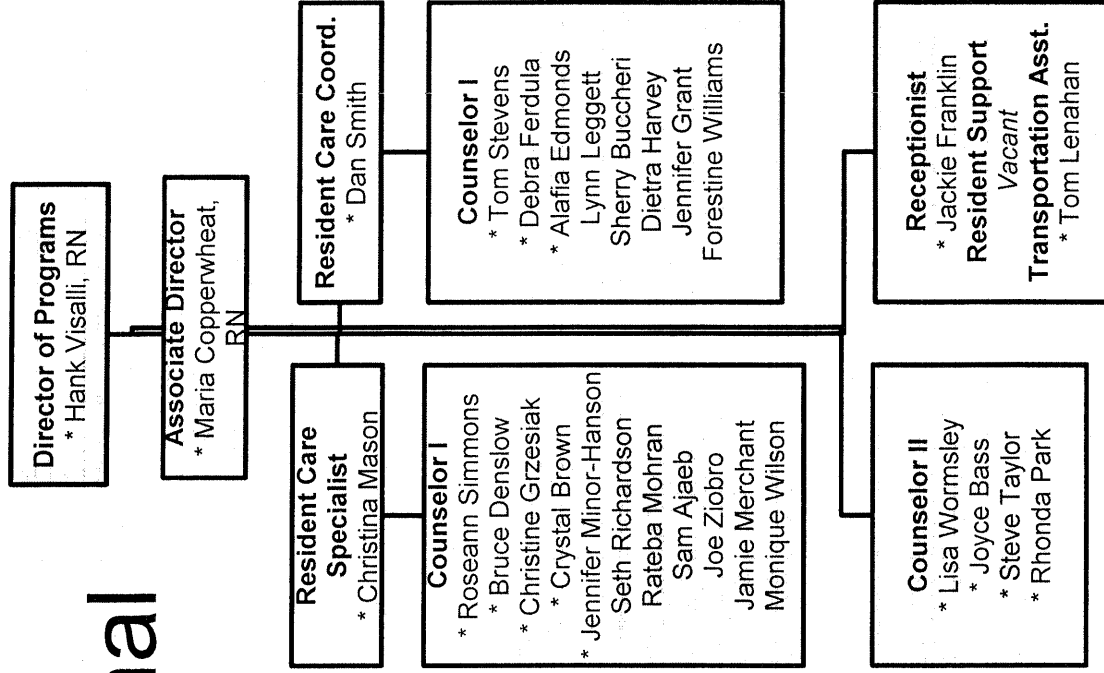 nal
Director of Programs
* Hank Visalli, RN
Associate Director
* Maria Copperwheat,
RN
Resident Care
Specialist
* Christina Mason
Resident Care Coord.
* Dan Smith
Counselor I
* Roseann Simmons
* Bruce Denslow
* Christine Grzesiak
* Crystal Brown
* Jennifer Minor-Hanson
Seth Richardson
Rateba Mohran
Sam Ajaeb
Joe Ziobro
Jamie Merchant
Monique Wilson
Counselor I
* Tom Stevens
* Debra Ferdula
* Alafia Edmonds
Lynn Leggett
Sherry Buccheri
Dietra Harvey
Jennifer Grant
Forestine Williams
Counselor II
* Lisa Wormsley
* Joyce Bass
* Steve Taylor
* Rhonda Park
Receptionist
* Jackie Franklin
Resident Support
Vacant
Transportation Asst.
* Tom Lenahan